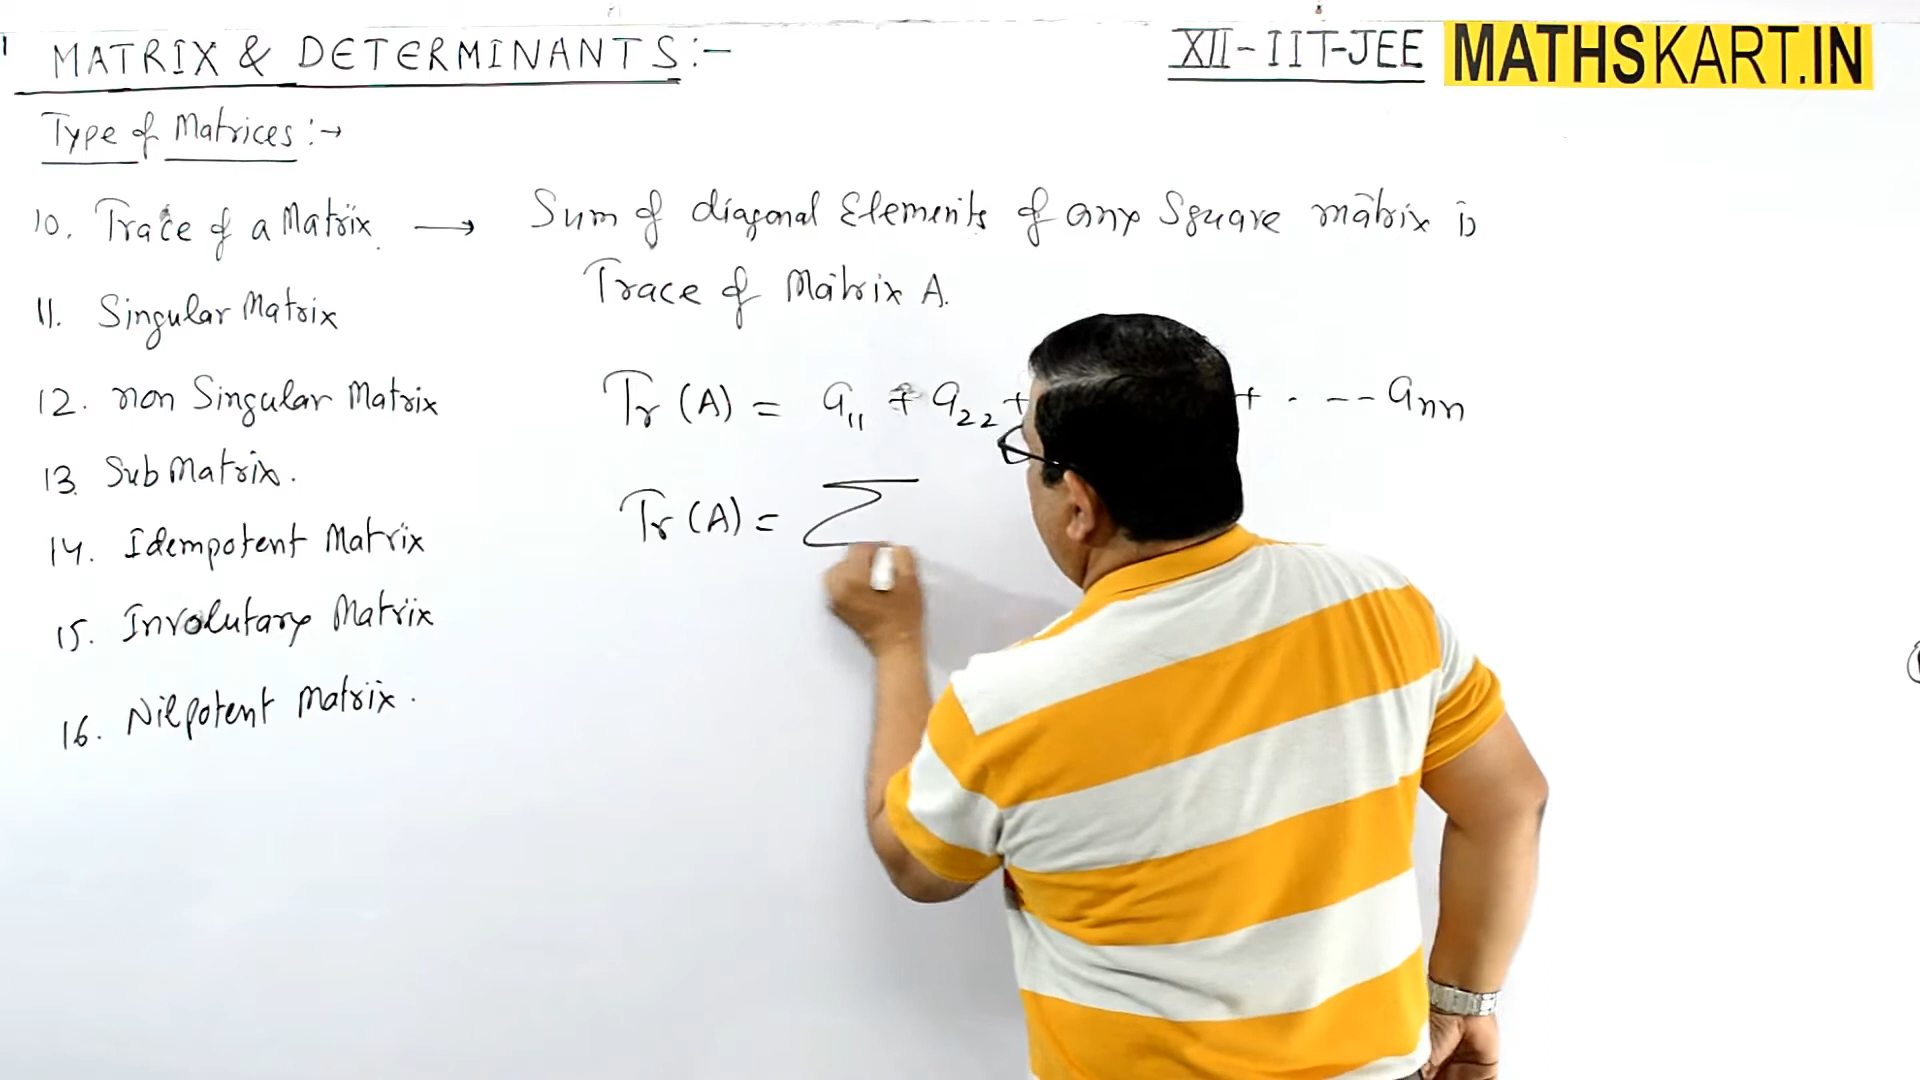 MATRIX & DETERMINANTS :-
XII - IIT-JEE MATHSKART.IN
Type of Matrices :→
10. Trace of a Matrix → Sum of diagonal Elements of any Square matrix is
Trace of Matrix A.
11. Singular Matrix
12. non Singular Matrix
Tr (A) = a11 + a22 + + . -- ann
13. Sub Matrix.
Tr (A) = Σ
14. Idempotent Matrix
15. Involutary Matrix
16. Nilpotent Matrix.